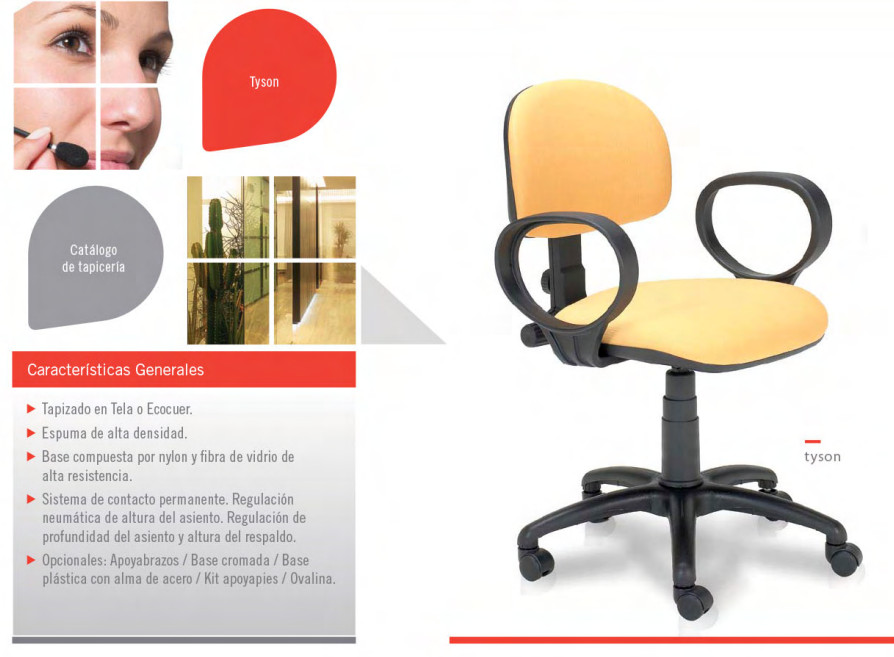 Tyson
Catálogo
de tapicería
Características Generales
Tapizado en Tela o Ecocuer.
Espuma de alta densidad.
Base compuesta por nylon y fibra de vidrio de
alta resistencia.
Sistema de contacto permanente. Regulación
neumática de altura del asiento. Regulación de
profundidad del asiento y altura del respaldo.
Opcionales: Apoyabrazos / Base cromada / Base
plástica con alma de acero / Kit apoyapies / Ovalina.
tyson